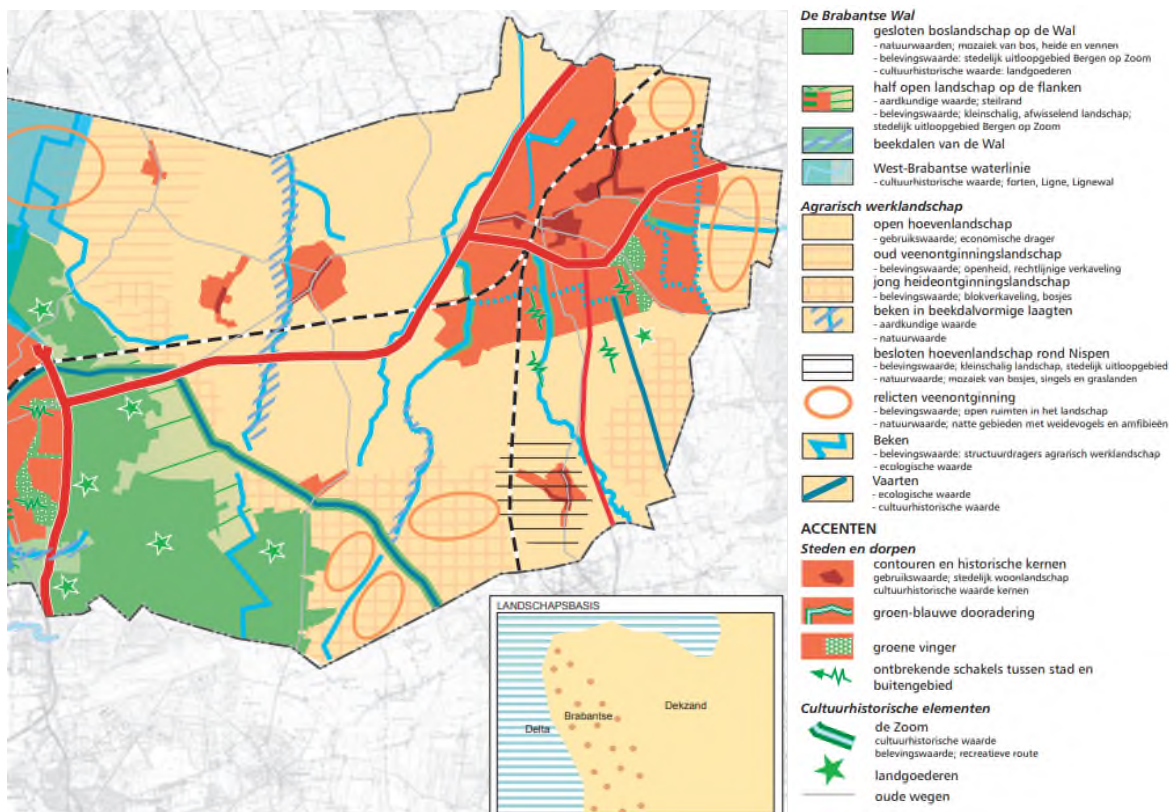 De Brabantse Wal
gesloten boslandschap op de Wal
- natuurwaarden; mozaiek van bos, heide en vennen
- belevingswaarde: stedelijk uitloopgebied Bergen op Zoom
- cultuurhistorische waarde: landgoederen
half open landschap op de flanken
- aardkundige waarde; steilrand
- belevingswaarde; kleinschalig, afwisselend landschap;
stedelijk uitloopgebied Bergen op Zoom
beekdalen van de Wal
West-Brabantse waterlinie
- cultuurhistorische waarde; forten, Ligne, Lignewal
Agrarisch werklandschap
open hoevenlandschap
- gebruikswaarde; economische drager
oud veenontginningslandschap
- belevingswaarde; openheid, rechtlijnige verkaveling
jong heideontginningslandschap
- belevingswaarde; blokverkaveling, bosjes
beken in beekdalvormige laagten
- aardkundige waarde
- natuurwaarde
besloten hoevenlandschap rond Nispen
- belevingswaarde; kleinschalig landschap, stedelijk uitloopgebied
- natuurwaarde; mozaiek van bosjes, singels en graslanden
relicten veenontginning
- belevingswaarde; open ruimten in het landschap
- natuurwaarde; natte gebieden met weidevogels en amfibieën
Beken
- belevingswaarde: structuurdragers agrarisch werklandschap
- ecologische waarde
Vaarten
- ecologische waarde
- cultuurhistorische waarde
ACCENTEN
Steden en dorpen
contouren en historische kernen
gebruikswaarde; stedelijk woonlandschap
cultuurhistorische waarde kernen
groen-blauwe dooradering
groene vinger
ontbrekende schakels tussen stad en
buitengebied
Cultuurhistorische elementen
de Zoom
cultuurhistorische waarde
belevingswaarde; recreatieve route
landgoederen
oude wegen
LANDSCHAPSBASIS
Dekzand
Brabantse
Delta